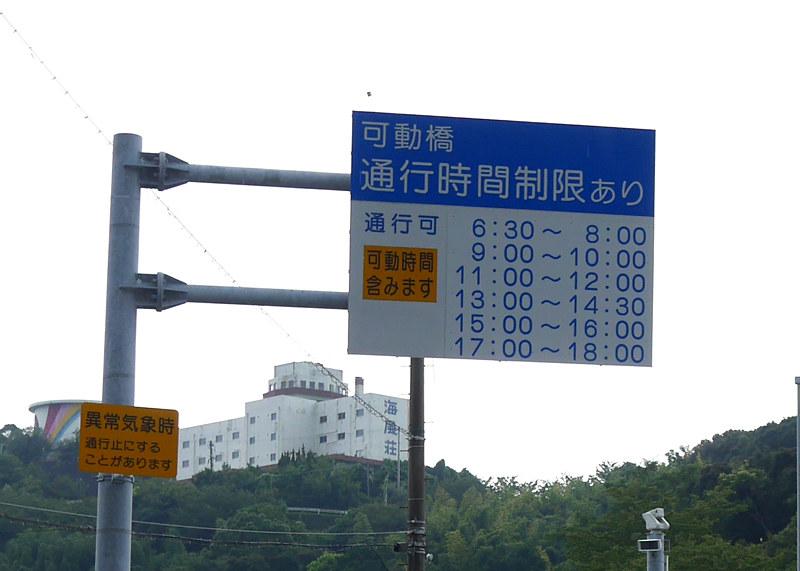 可動橋
通行時間制限あり
通行可
可動時間
含みます
6:30～ 8:00
9:00～10:00
11:00～12:00
13:00～14:30
15:00～16:00
17:00～18:00
異常気象時
通行止にする
ことがあります
海風荘